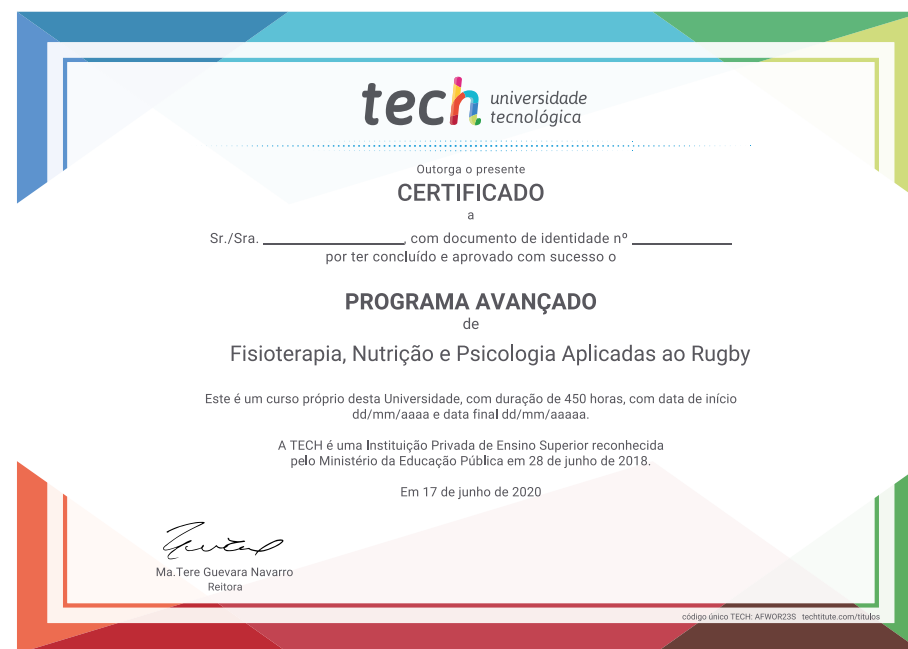 tech universidade
tecnológica
Outorga o presente
CERTIFICADO
a
Sr./Sra. ____________________, com documento de identidade nº ______________
por ter concluído e aprovado com sucesso o
PROGRAMA AVANÇADO
de
Fisioterapia, Nutrição e Psicologia Aplicadas ao Rugby
Este é um curso próprio desta Universidade, com duração de 450 horas, com data de início
dd/mm/aaaa e data final dd/mm/aaaaa.
A TECH é uma Instituição Privada de Ensino Superior reconhecida
pelo Ministério da Educação Pública em 28 de junho de 2018.
Em 17 de junho de 2020
Ma.Tere Guevara Navarro
Reitora
código único TECH: AFWOR23S techtitute.com/titulos